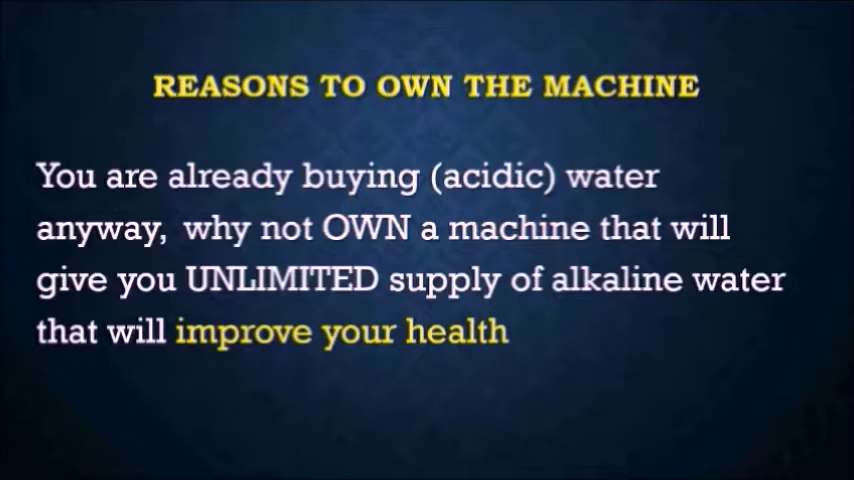 REASONS TO OWN THE MACHINE
You are already buying (acidic) water
anyway, why not OWN a machine that will
give you UNLIMITED supply of alkaline water
that will improve your health